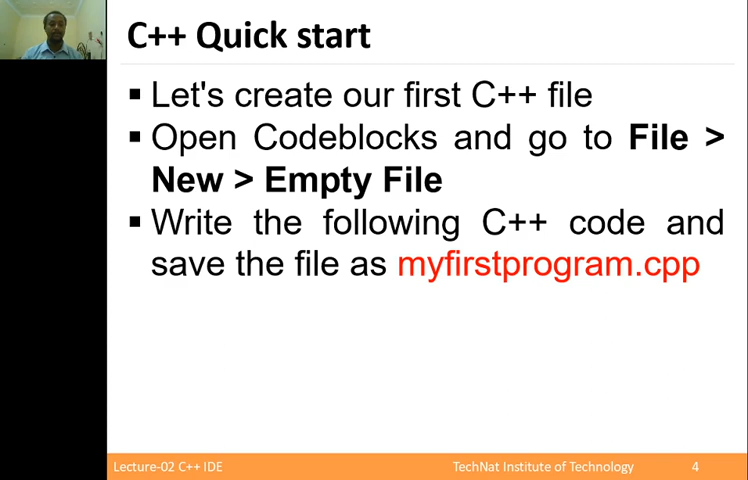 C++ Quick start
▪ Let's create our first C++ file
▪ Open Codeblocks and go to File >
New > Empty File
▪ Write the following C++ code and
save the file as myfirstprogram.cpp
Lecture-02 C++ IDE TechNat Institute of Technology 4